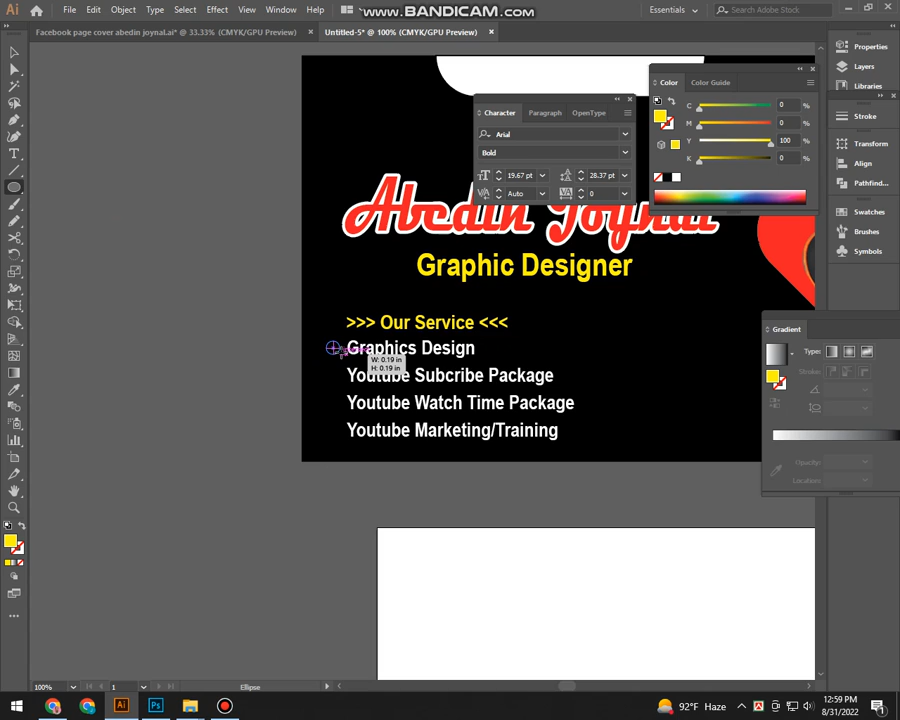 File Edit Object Type Select Effect View Window Help
www.BANDICAM.com
Essentials
Search Adobe Stock
Facebook page cover abedin joynal.ai* @ 33.33% (CMYK/GPU Preview)
Untitled-5* @ 100% (CMYK/GPU Preview)
Color Color Guide
C 0 %
M 0 %
Y 100 %
K 0 %
Character Paragraph OpenType
Arial
Bold
19.67 pt 28.37 pt
Auto 0
Properties
Layers
Libraries
Stroke
Transform
Align
Pathfind...
Swatches
Brushes
Symbols
Abedin Joynal
Graphic Designer
>>> Our Service <<<
Graphics Design
W: 0.19 in
H: 0.19 in
Youtube Subcribe Package
Youtube Watch Time Package
Youtube Marketing/Training
Gradient
Type:
Stroke:
Opacity:
Location:
100% 1 Ellipse
92°F Haze
12:59 PM
8/31/2022